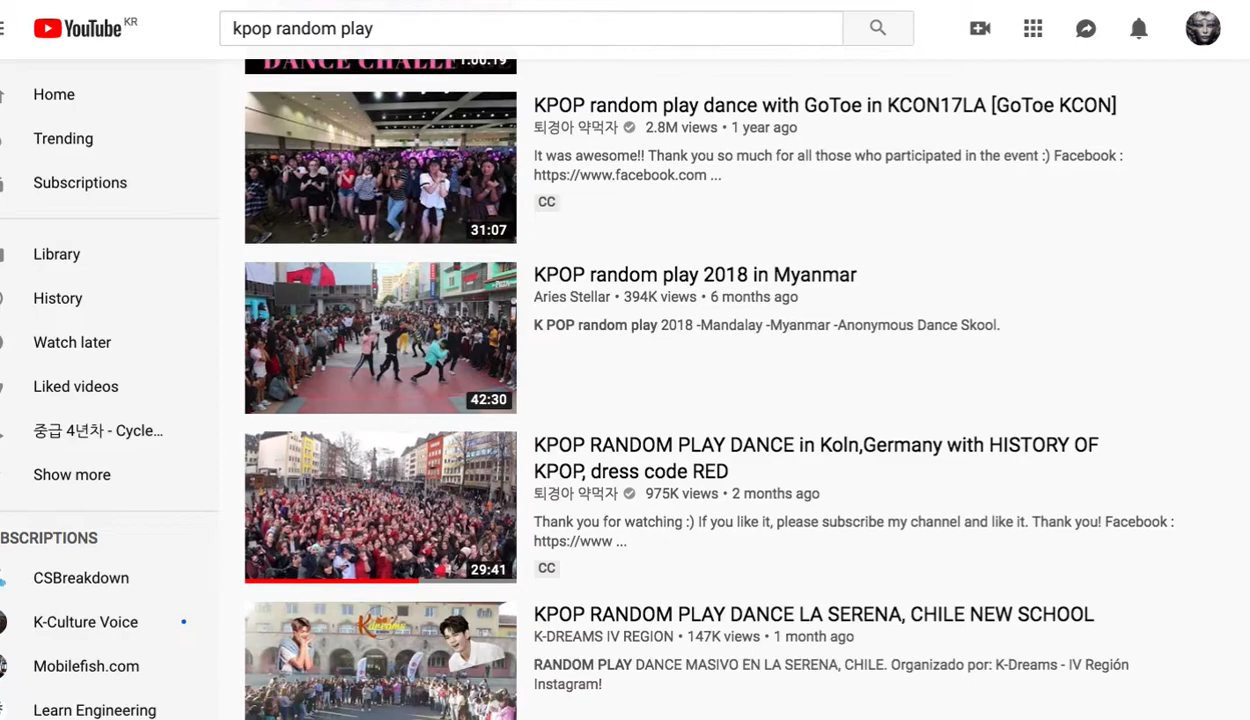 YouTube KR
kpop random play
Home
Trending
Subscriptions
Library
History
Watch later
Liked videos
중급 4년차 - Cycle...
Show more
BSCRIPTIONS
CSBreakdown
K-Culture Voice
Mobilefish.com
Learn Engineering
DANCE CHALLE
1:00:19
31:07
KPOP random play dance with GoToe in KCON17LA [GoToe KCON]
퇴경아 약먹자 2.8M views • 1 year ago
It was awesome!! Thank you so much for all those who participated in the event :) Facebook :
https://www.facebook.com ...
CC
42:30
KPOP random play 2018 in Myanmar
Aries Stellar • 394K views • 6 months ago
K POP random play 2018 -Mandalay -Myanmar -Anonymous Dance Skool.
29:41
KPOP RANDOM PLAY DANCE in Koln,Germany with HISTORY OF
KPOP, dress code RED
퇴경아 약먹자 975K views • 2 months ago
Thank you for watching :) If you like it, please subscribe my channel and like it. Thank you! Facebook :
https://www ...
CC
K-dreams
KPOP RANDOM PLAY DANCE LA SERENA, CHILE NEW SCHOOL
K-DREAMS IV REGION • 147K views • 1 month ago
RANDOM PLAY DANCE MASIVO EN LA SERENA, CHILE. Organizado por: K-Dreams - IV Región
Instagram!